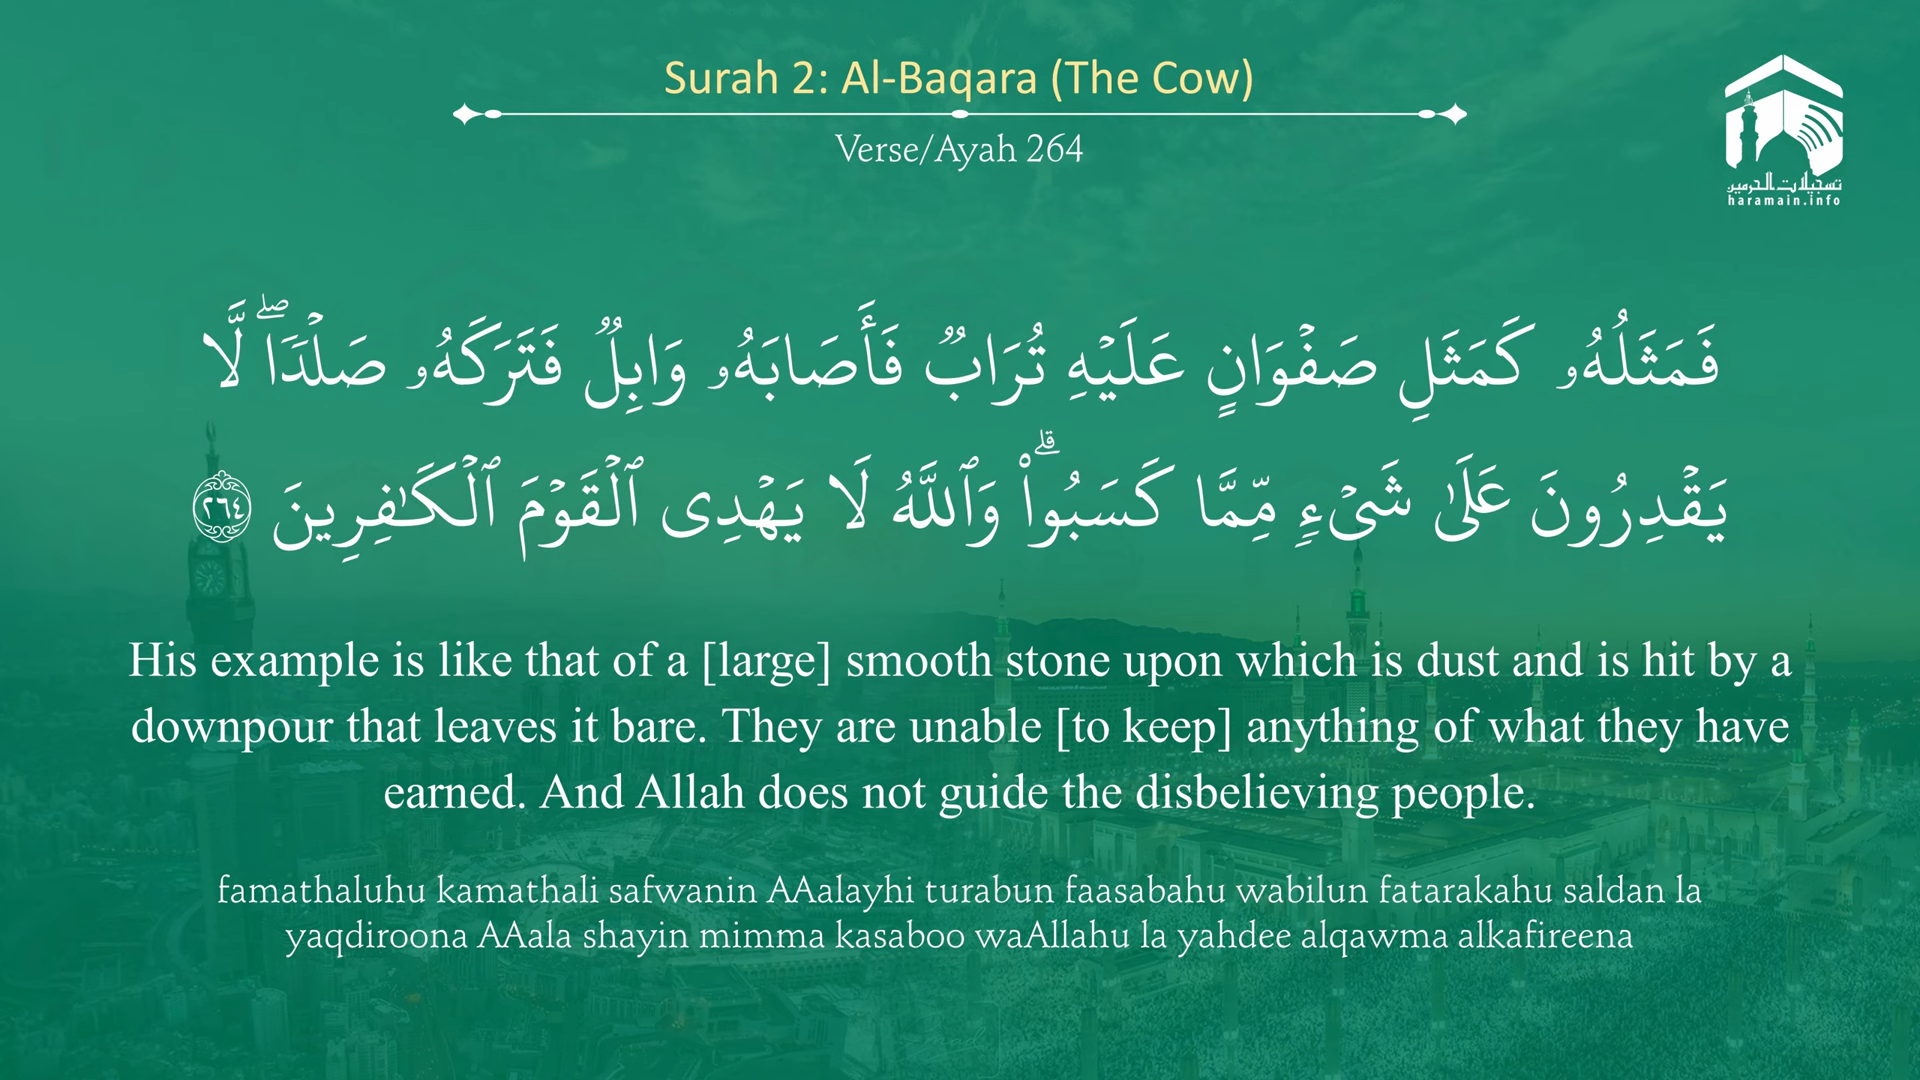 Surah 2: Al-Baqara (The Cow)
Verse/Ayah 264
تسجيلات الحرمين
haramain.info
فَمَثَلُهُۥ كَمَثَلِ صَفْوَانٍ عَلَيْهِ تُرَابٌ فَأَصَابَهُۥ وَابِلٌ فَتَرَكَهُۥ صَلْدًا ۖ لَّا
يَقْدِرُونَ عَلَىٰ شَىْءٍ مِّمَّا كَسَبُوا۟ ۗ وَٱللَّهُ لَا يَهْدِى ٱلْقَوْمَ ٱلْكَـٰفِرِينَ ٢٦٤
His example is like that of a [large] smooth stone upon which is dust and is hit by a
downpour that leaves it bare. They are unable [to keep] anything of what they have
earned. And Allah does not guide the disbelieving people.
famathaluhu kamathali safwanin AAalayhi turabun faasabahu wabilun fatarakahu saldan la
yaqdiroona AAala shayin mimma kasaboo waAllahu la yahdee alqawma alkafireena